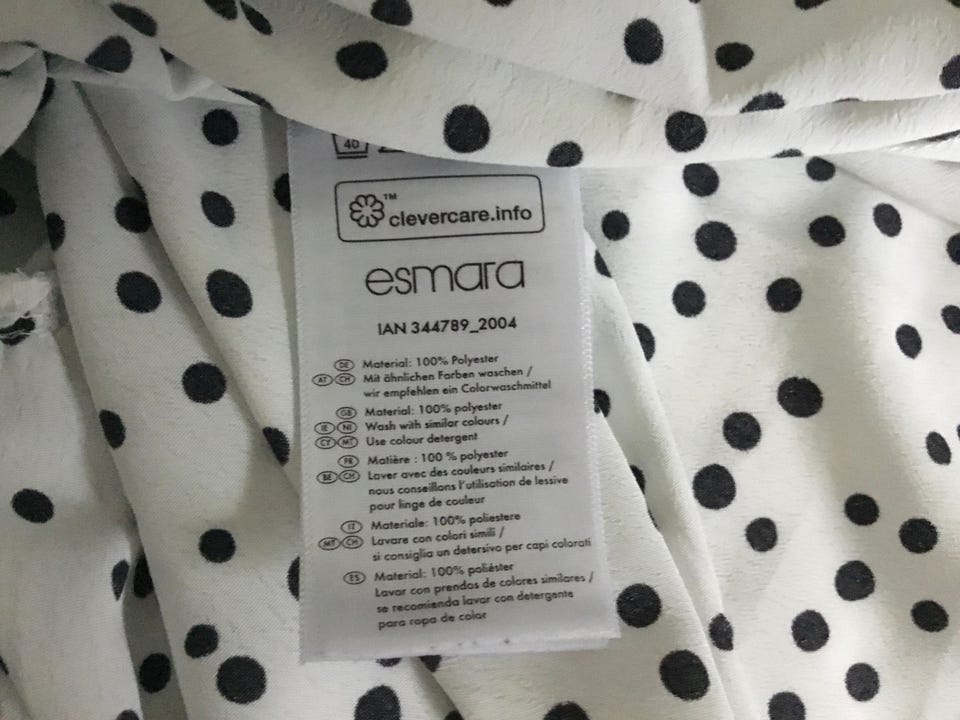 40
™
clevercare.info
esmara
IAN 344789_2004
DE Material: 100% Polyester
AT CH Mit ähnlichen Farben waschen /
wir empfehlen ein Colorwaschmittel
GB Material: 100% polyester
IE NI Wash with similar colours /
CY MT Use colour detergent
FR Matière : 100 % polyester
BE CH Laver avec des couleurs similaires /
nous conseillons l'utilisation de lessive
pour linge de couleur
IT Materiale: 100% poliestere
MT CH Lavare con colori simili /
si consiglia un detersivo per capi colorati
ES Material: 100% poliéster
Lavar con prendas de colores similares /
se recomienda lavar con detergente
para ropa de color